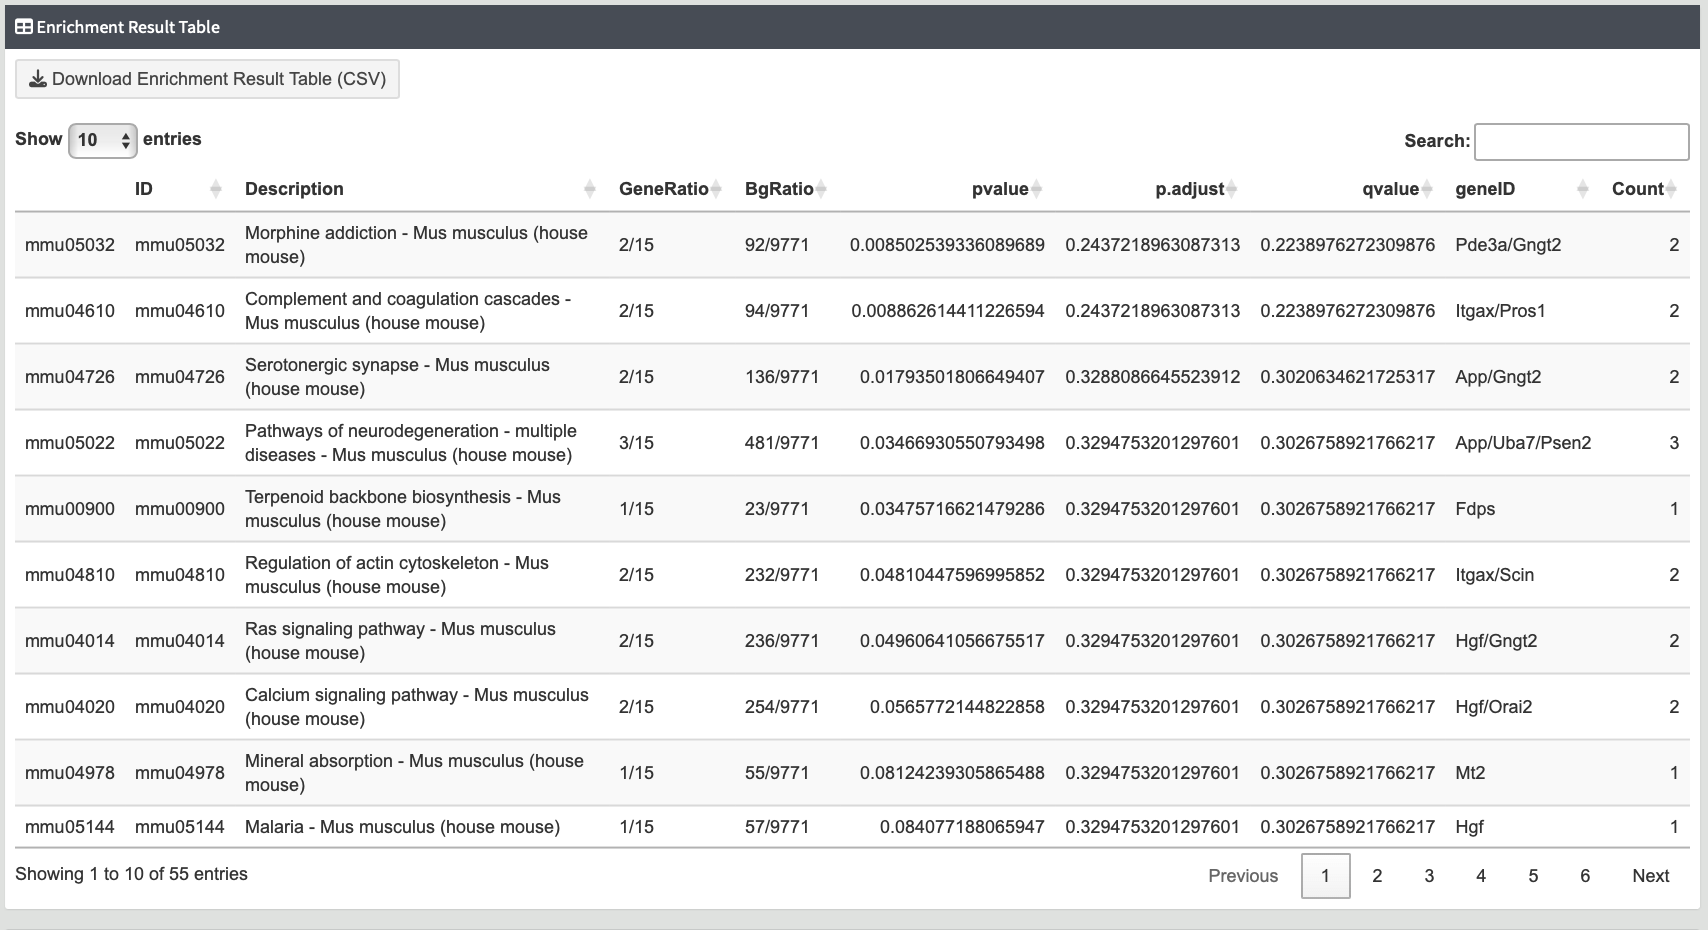 Enrichment Result Table
Download Enrichment Result Table (CSV)
Show 10 entries
Search:
ID Description GeneRatio BgRatio pvalue p.adjust qvalue geneID Count
mmu05032 mmu05032 Morphine addiction - Mus musculus (house mouse) 2/15 92/9771 0.008502539336089689 0.2437218963087313 0.2238976272309876 Pde3a/Gngt2 2
mmu04610 mmu04610 Complement and coagulation cascades - Mus musculus (house mouse) 2/15 94/9771 0.008862614411226594 0.2437218963087313 0.2238976272309876 Itgax/Pros1 2
mmu04726 mmu04726 Serotonergic synapse - Mus musculus (house mouse) 2/15 136/9771 0.01793501806649407 0.3288086645523912 0.3020634621725317 App/Gngt2 2
mmu05022 mmu05022 Pathways of neurodegeneration - multiple diseases - Mus musculus (house mouse) 3/15 481/9771 0.03466930550793498 0.3294753201297601 0.3026758921766217 App/Uba7/Psen2 3
mmu00900 mmu00900 Terpenoid backbone biosynthesis - Mus musculus (house mouse) 1/15 23/9771 0.03475716621479286 0.3294753201297601 0.3026758921766217 Fdps 1
mmu04810 mmu04810 Regulation of actin cytoskeleton - Mus musculus (house mouse) 2/15 232/9771 0.04810447596995852 0.3294753201297601 0.3026758921766217 Itgax/Scin 2
mmu04014 mmu04014 Ras signaling pathway - Mus musculus (house mouse) 2/15 236/9771 0.04960641056675517 0.3294753201297601 0.3026758921766217 Hgf/Gngt2 2
mmu04020 mmu04020 Calcium signaling pathway - Mus musculus (house mouse) 2/15 254/9771 0.0565772144822858 0.3294753201297601 0.3026758921766217 Hgf/Orai2 2
mmu04978 mmu04978 Mineral absorption - Mus musculus (house mouse) 1/15 55/9771 0.08124239305865488 0.3294753201297601 0.3026758921766217 Mt2 1
mmu05144 mmu05144 Malaria - Mus musculus (house mouse) 1/15 57/9771 0.084077188065947 0.3294753201297601 0.3026758921766217 Hgf 1
Showing 1 to 10 of 55 entries
Previous 1 2 3 4 5 6 Next